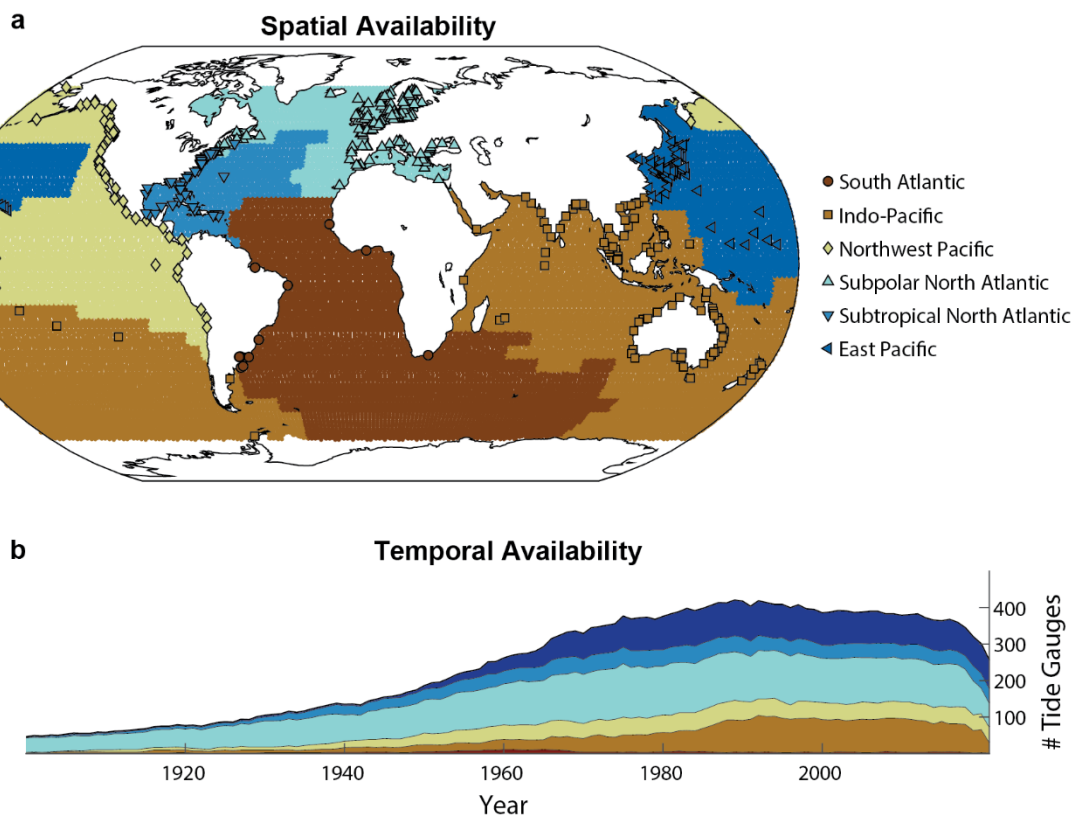 a
Spatial Availability
South Atlantic
Indo-Pacific
Northwest Pacific
Subpolar North Atlantic
Subtropical North Atlantic
East Pacific
b
Temporal Availability
400
300
200
100
# Tide Gauges
1920
1940
1960
1980
2000
Year